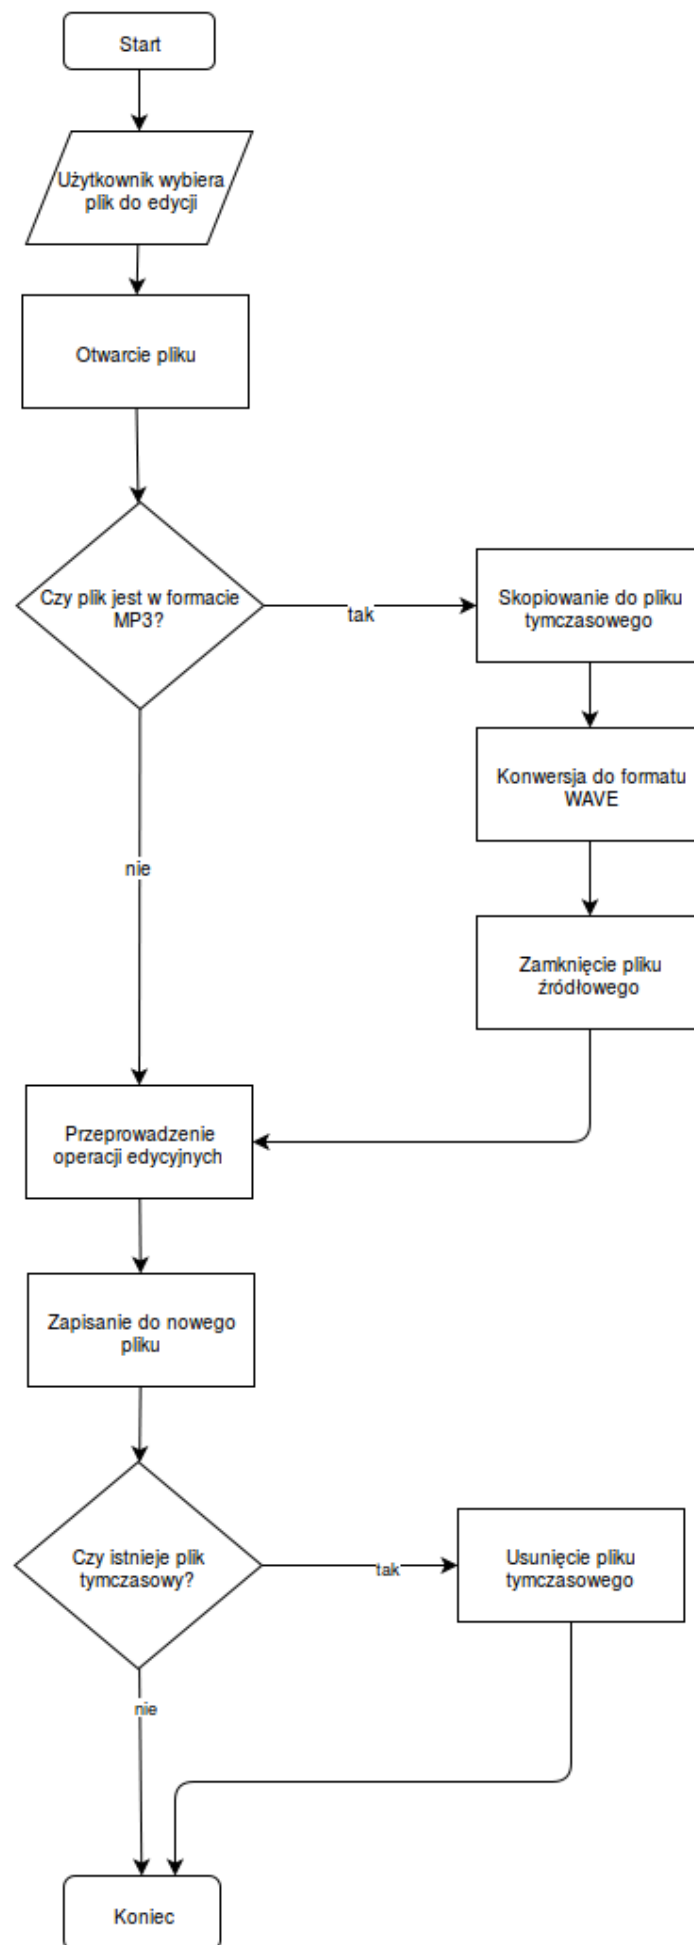 Start
Użytkownik wybiera
plik do edycji
Otwarcie pliku
Czy plik jest w formacie
MP3?
tak
Skopiowanie do pliku
tymczasowego
Konwersja do formatu
WAVE
nie
Zamknięcie pliku
źródłowego
Przeprowadzenie
operacji edycyjnych
Zapisanie do nowego
pliku
Czy istnieje plik
tymczasowy?
tak
Usunięcie pliku
tymczasowego
nie
Koniec